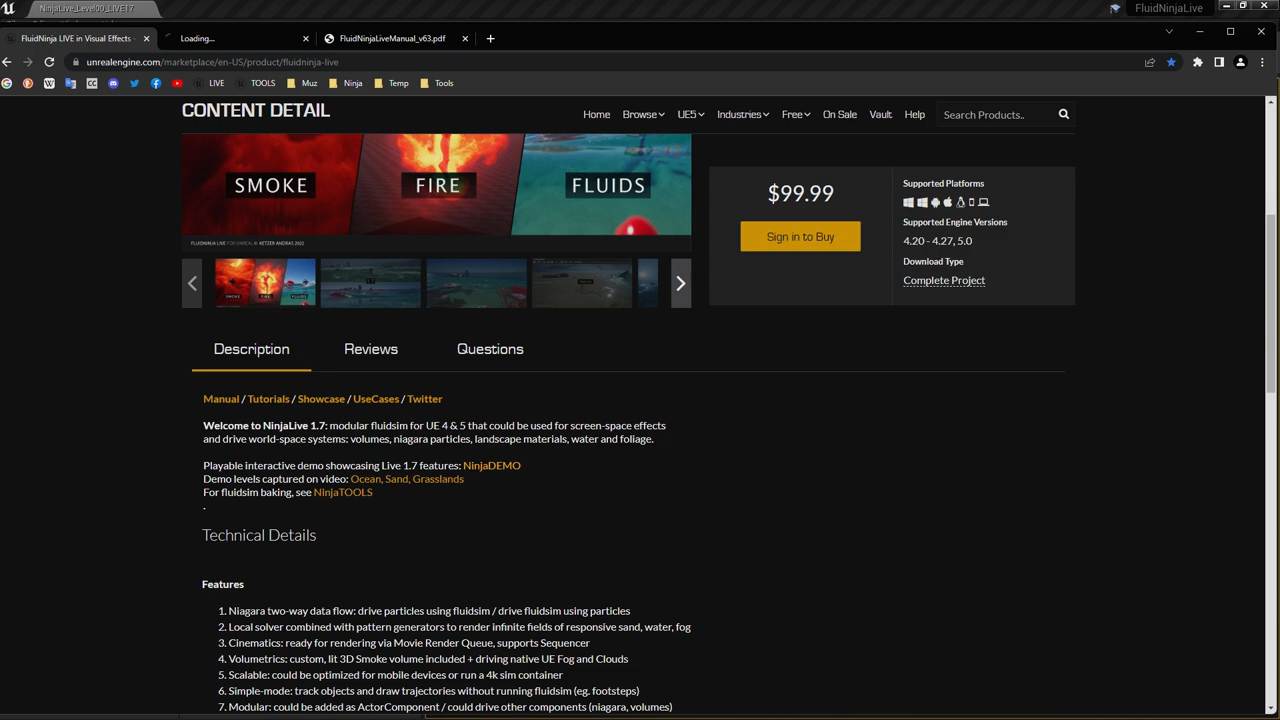 NinjaLive_Level00_LIVE17
FluidNinjaLive
FluidNinja LIVE in Visual Effects -
Loading...
FluidNinjaLiveManual_v63.pdf
unrealengine.com/marketplace/en-US/product/fluidninja-live
LIVE
TOOLS
Muz
Ninja
Temp
Tools
CONTENT DETAIL
Home
Browse
UE5
Industries
Free
On Sale
Vault
Help
Search Products..
SMOKE
FIRE
FLUIDS
FLUIDNINJA LIVE FOR UNREAL © KETZER ANDRAS 2022
$99.99
Sign in to Buy
Supported Platforms
Supported Engine Versions
4.20 - 4.27, 5.0
Download Type
Complete Project
SMOKE
FIRE
FLUIDS
Description
Reviews
Questions
Manual / Tutorials / Showcase / UseCases / Twitter
Welcome to NinjaLive 1.7: modular fluidsim for UE 4 & 5 that could be used for screen-space effects
and drive world-space systems: volumes, niagara particles, landscape materials, water and foliage.
Playable interactive demo showcasing Live 1.7 features: NinjaDEMO
Demo levels captured on video: Ocean, Sand, Grasslands
For fluidsim baking, see NinjaTOOLS
.
Technical Details
Features
1. Niagara two-way data flow: drive particles using fluidsim / drive fluidsim using particles
2. Local solver combined with pattern generators to render infinite fields of responsive sand, water, fog
3. Cinematics: ready for rendering via Movie Render Queue, supports Sequencer
4. Volumetrics: custom, lit 3D Smoke volume included + driving native UE Fog and Clouds
5. Scalable: could be optimized for mobile devices or run a 4k sim container
6. Simple-mode: track objects and draw trajectories without running fluidsim (eg. footsteps)
7. Modular: could be added as ActorComponent / could drive other components (niagara, volumes)